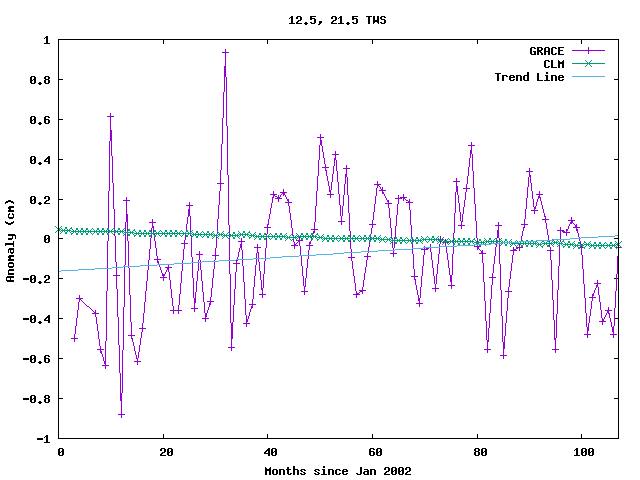 12.5, 21.5 TWS
GRACE
CLM
Trend Line
1
0.8
0.6
0.4
0.2
0
-0.2
-0.4
-0.6
-0.8
-1
Anomaly (cm)
0 20 40 60 80 100
Months since Jan 2002